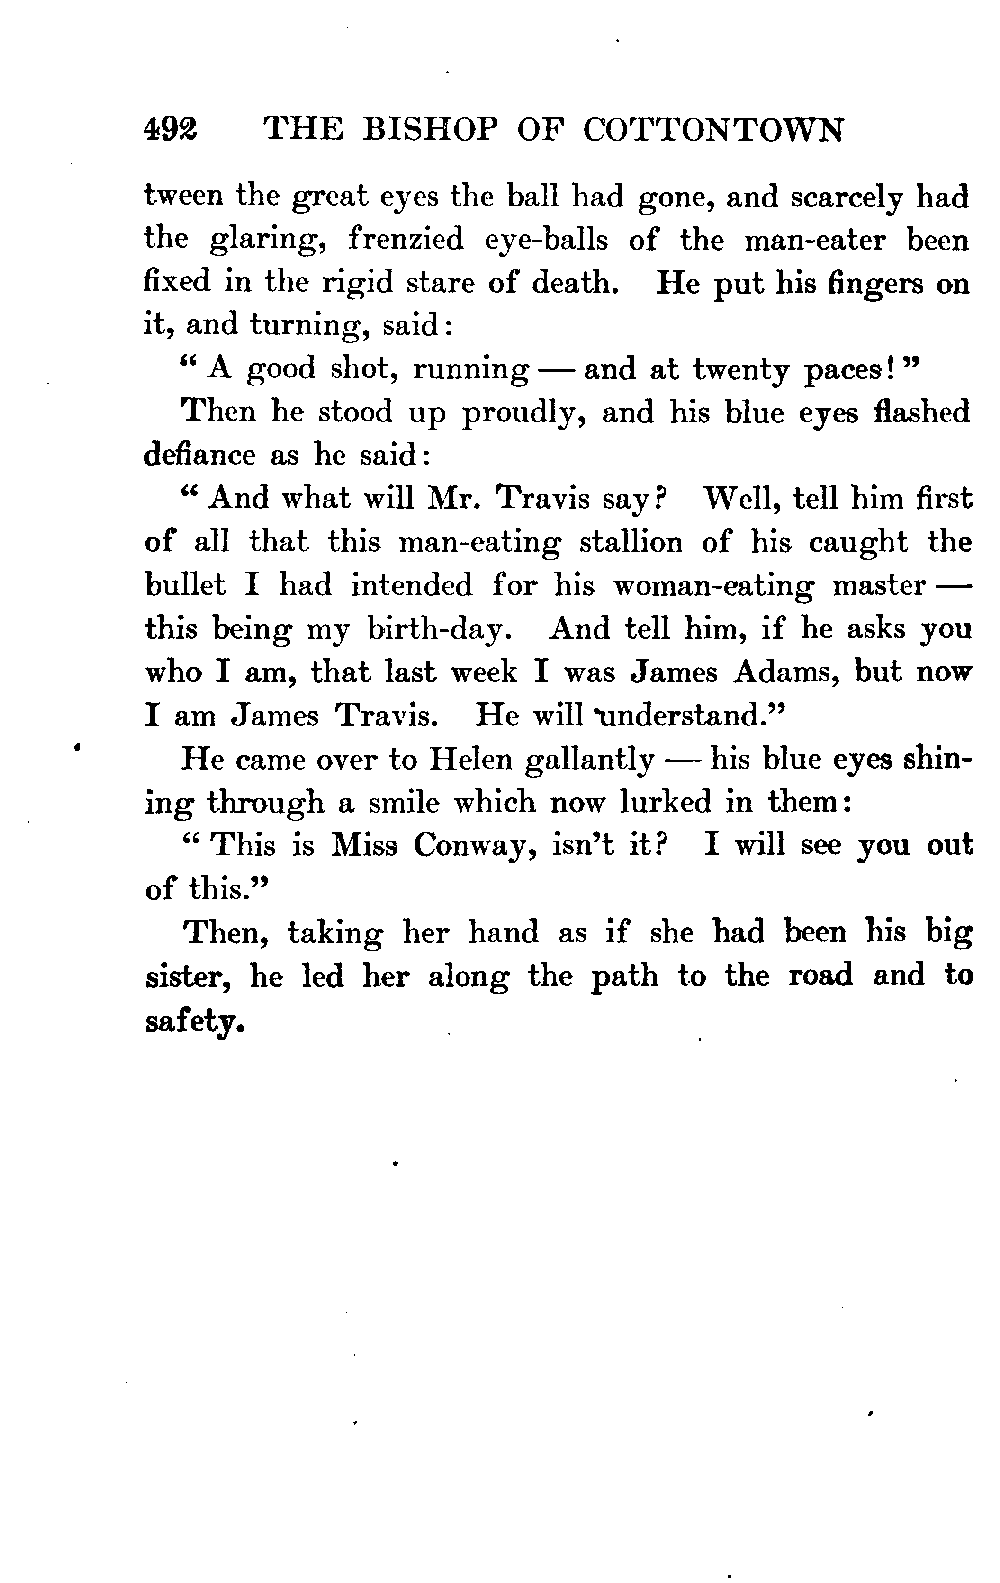 492 THE BISHOP OF COTTONTOWN
tween the great eyes the ball had gone, and scarcely had
the glaring, frenzied eye-balls of the man-eater been
fixed in the rigid stare of death. He put his fingers on
it, and turning, said:
“ A good shot, running — and at twenty paces! ”
Then he stood up proudly, and his blue eyes flashed
defiance as he said:
“ And what will Mr. Travis say? Well, tell him first
of all that this man-eating stallion of his caught the
bullet I had intended for his woman-eating master —
this being my birth-day. And tell him, if he asks you
who I am, that last week I was James Adams, but now
I am James Travis. He will understand.”
He came over to Helen gallantly — his blue eyes shin-
ing through a smile which now lurked in them:
“ This is Miss Conway, isn’t it? I will see you out
of this.”
Then, taking her hand as if she had been his big
sister, he led her along the path to the road and to
safety.